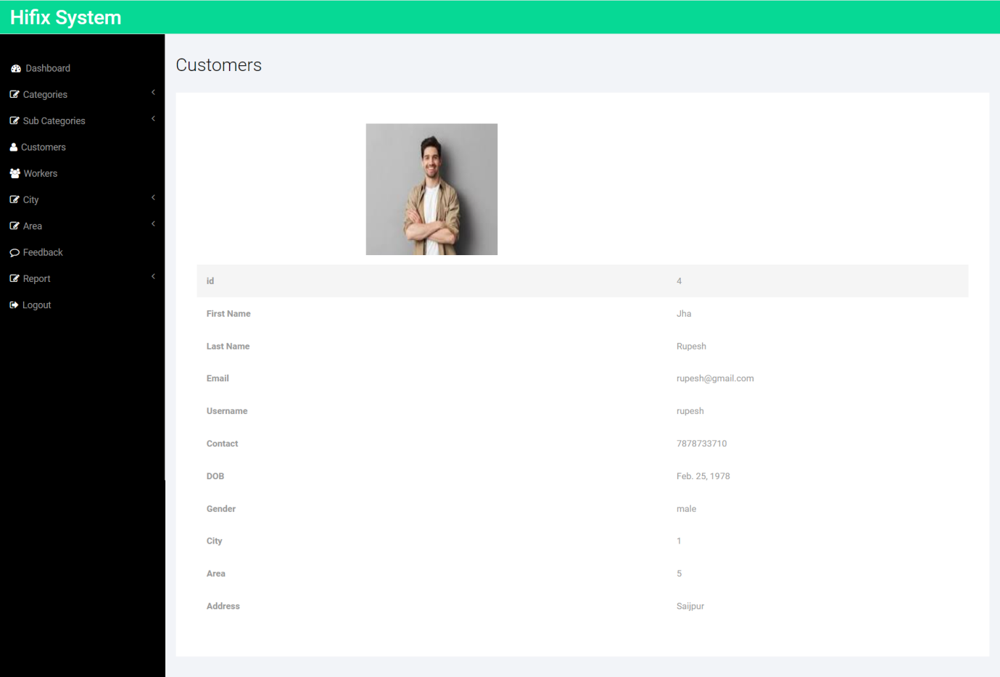 Hifix System
Dashboard
Categories
Sub Categories
Customers
Workers
City
Area
Feedback
Report
Logout
Customers
id 4
First Name Jha
Last Name Rupesh
Email rupesh@gmail.com
Username rupesh
Contact 7878733710
DOB Feb. 25, 1978
Gender male
City 1
Area 5
Address Saijpur